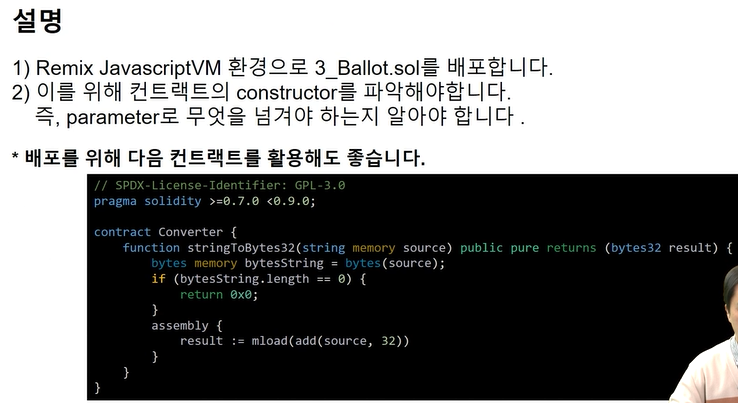 설명
1) Remix JavascriptVM 환경으로 3_Ballot.sol를 배포합니다.
2) 이를 위해 컨트랙트의 constructor를 파악해야합니다.
즉, parameter로 무엇을 넘겨야 하는지 알아야 합니다 .
* 배포를 위해 다음 컨트랙트를 활용해도 좋습니다.
// SPDX-License-Identifier: GPL-3.0
pragma solidity >=0.7.0 <0.9.0;
contract Converter {
function stringToBytes32(string memory source) public pure returns (bytes32 result) {
bytes memory bytesString = bytes(source);
if (bytesString.length == 0) {
return 0x0;
}
assembly {
result := mload(add(source, 32))
}
}
}